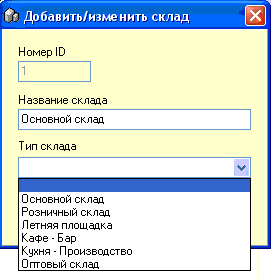 Добавить/изменить склад
Номер ID
1
Название склада
Основной склад
Тип склада
Основной склад
Розничный склад
Летняя площадка
Кафе - Бар
Кухня - Производство
Оптовый склад